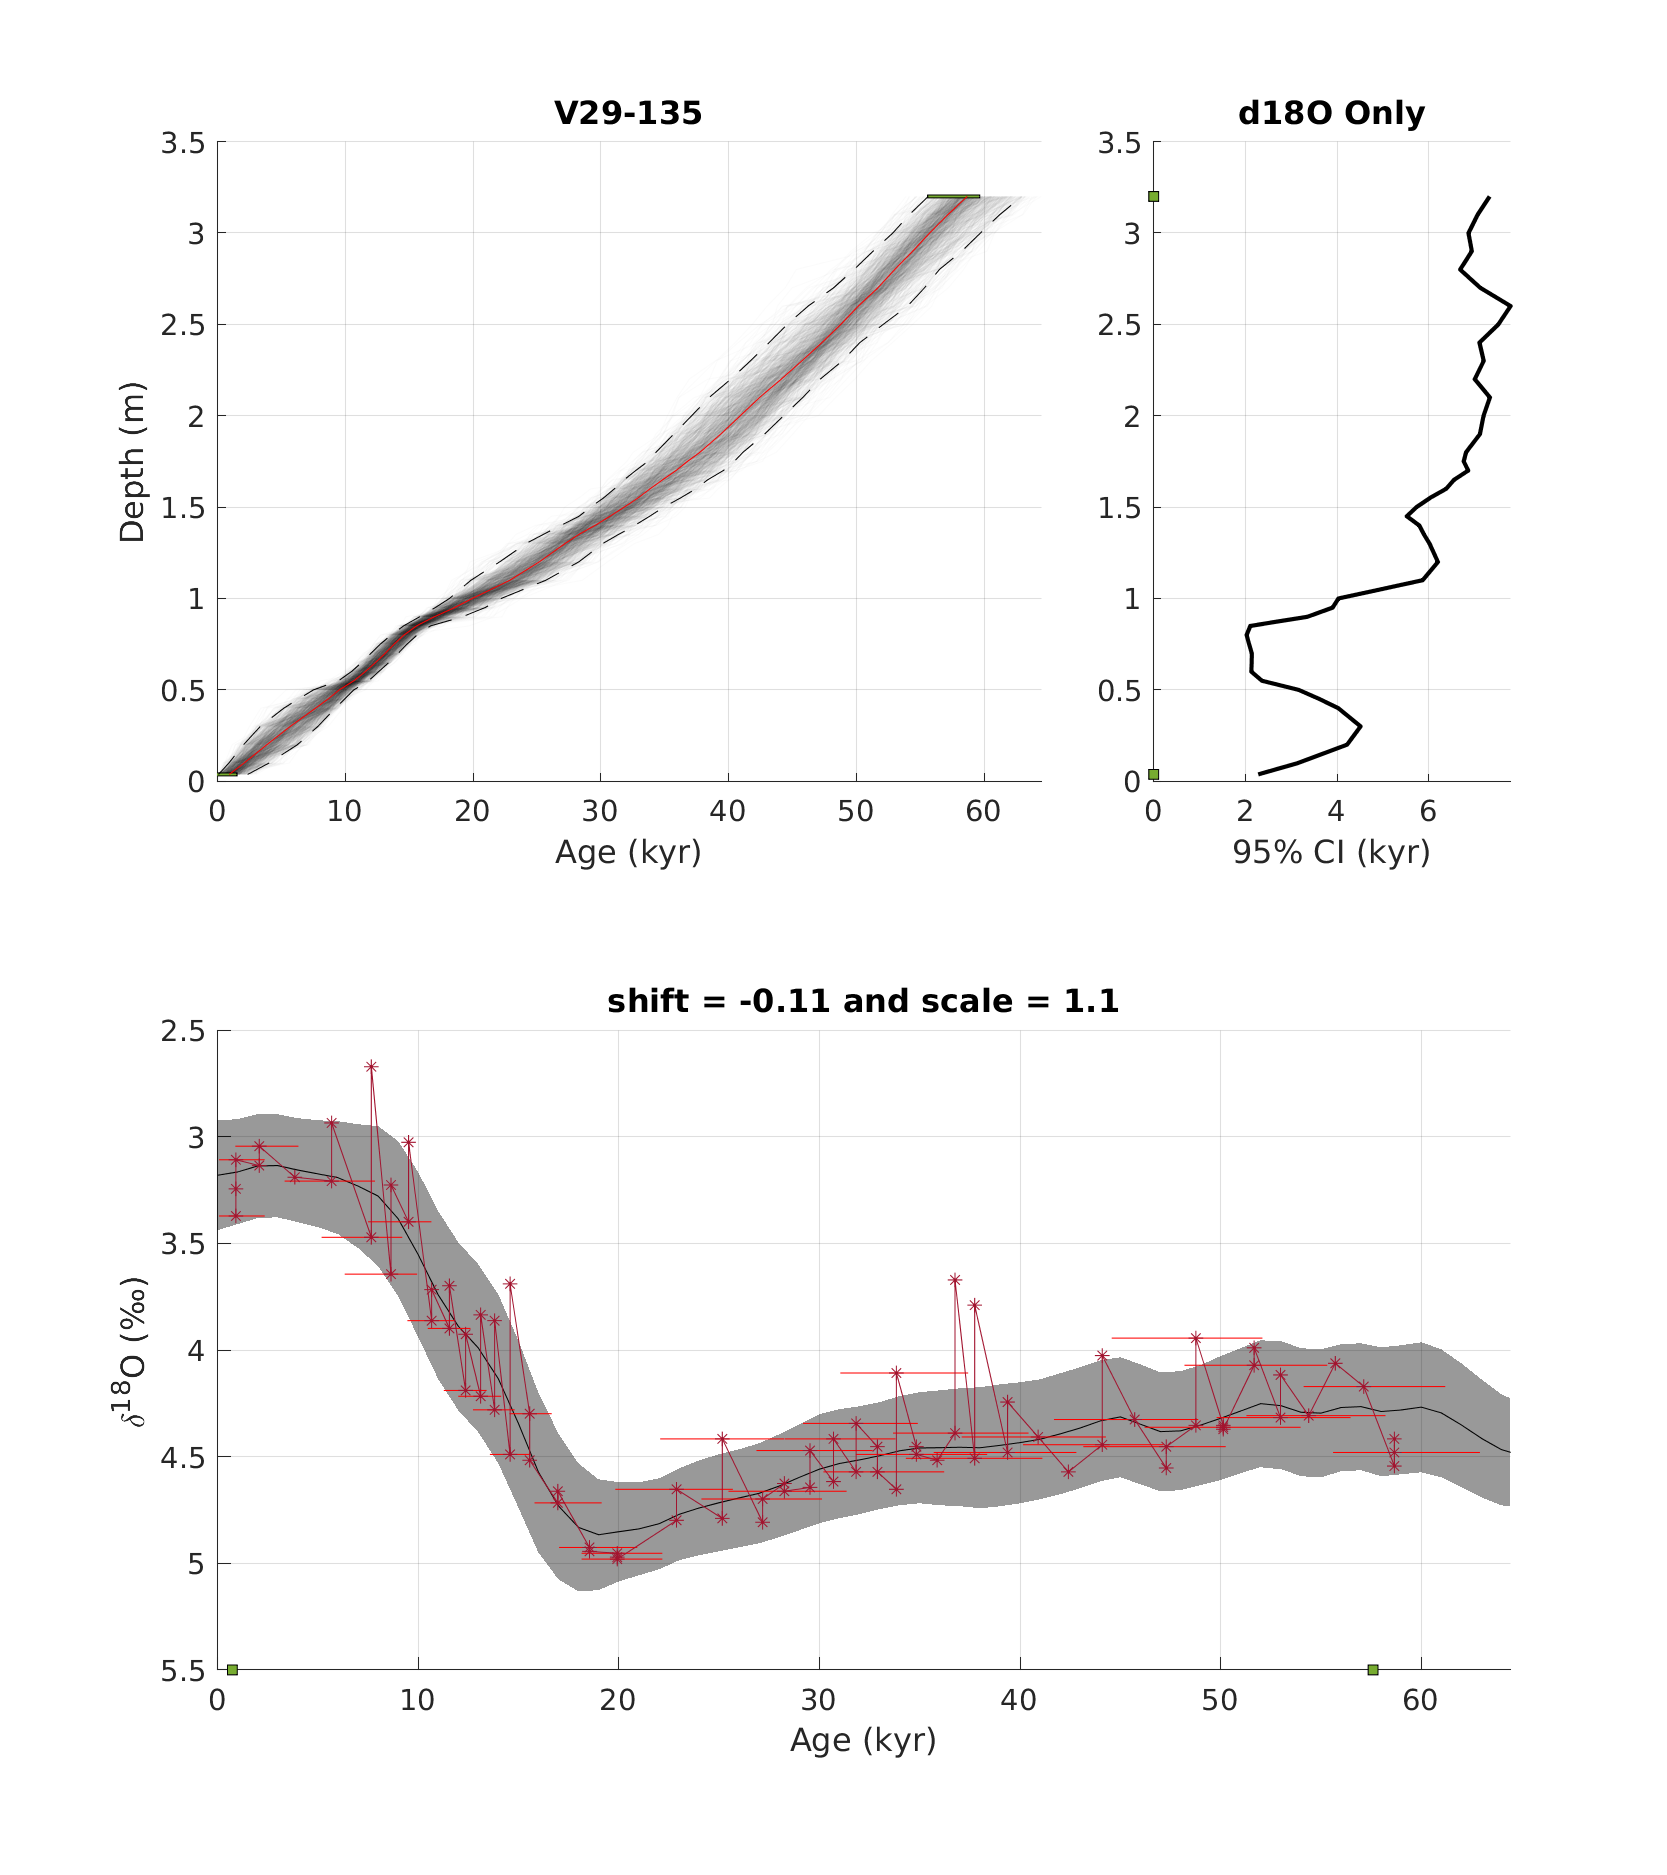 V29-135
3.5
3
2.5
2
1.5
1
0.5
0
Depth (m)
0 10 20 30 40 50 60
Age (kyr)
d18O Only
3.5
3
2.5
2
1.5
1
0.5
0
0 2 4 6
95% CI (kyr)
shift = -0.11 and scale = 1.1
2.5
3
3.5
4
4.5
5
5.5
δ18O (‰)
0 10 20 30 40 50 60
Age (kyr)